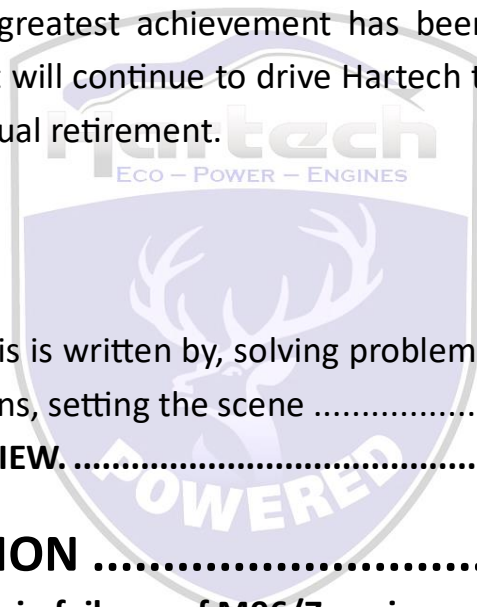 greatest achievement has been
will continue to drive Hartech t
ual retirement.
Hartech
ECO – POWER – ENGINES
is is written by, solving problem
ns, setting the scene ....................
IEW. ..............................................
POWERED
ION ..............................